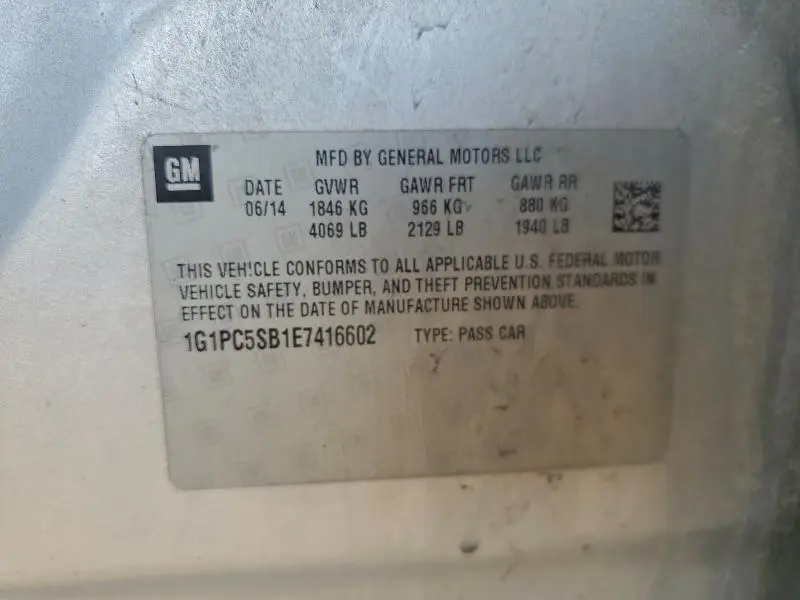 GM
MFD BY GENERAL MOTORS LLC
DATE GVWR GAWR FRT GAWR RR
06/14 1846 KG 966 KG 880 KG
4069 LB 2129 LB 1940 LB
THIS VEHICLE CONFORMS TO ALL APPLICABLE U.S. FEDERAL MOTOR
VEHICLE SAFETY, BUMPER, AND THEFT PREVENTION STANDARDS IN
EFFECT ON THE DATE OF MANUFACTURE SHOWN ABOVE.
1G1PC5SB1E7416602 TYPE: PASS CAR